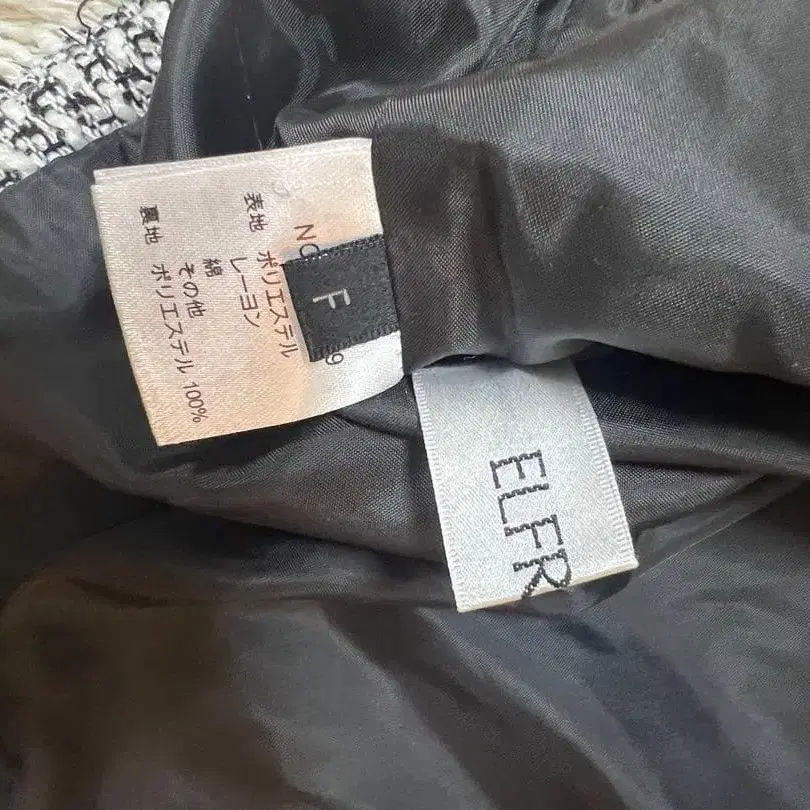 表地 ポリエステル
レーヨン
綿
その他
裏地 ポリエステル 100%
F
ELFR